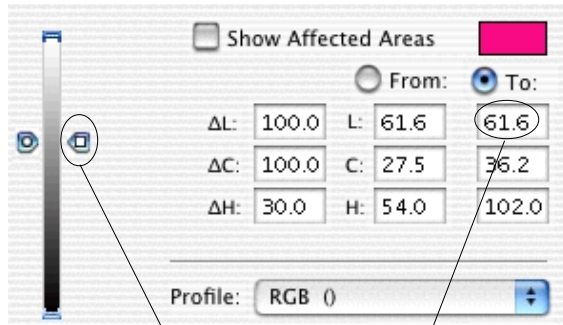 Show Affected Areas
From: To:
ΔL: 100.0 L: 61.6 61.6
ΔC: 100.0 C: 27.5 36.2
ΔH: 30.0 H: 54.0 102.0
Profile: RGB ()